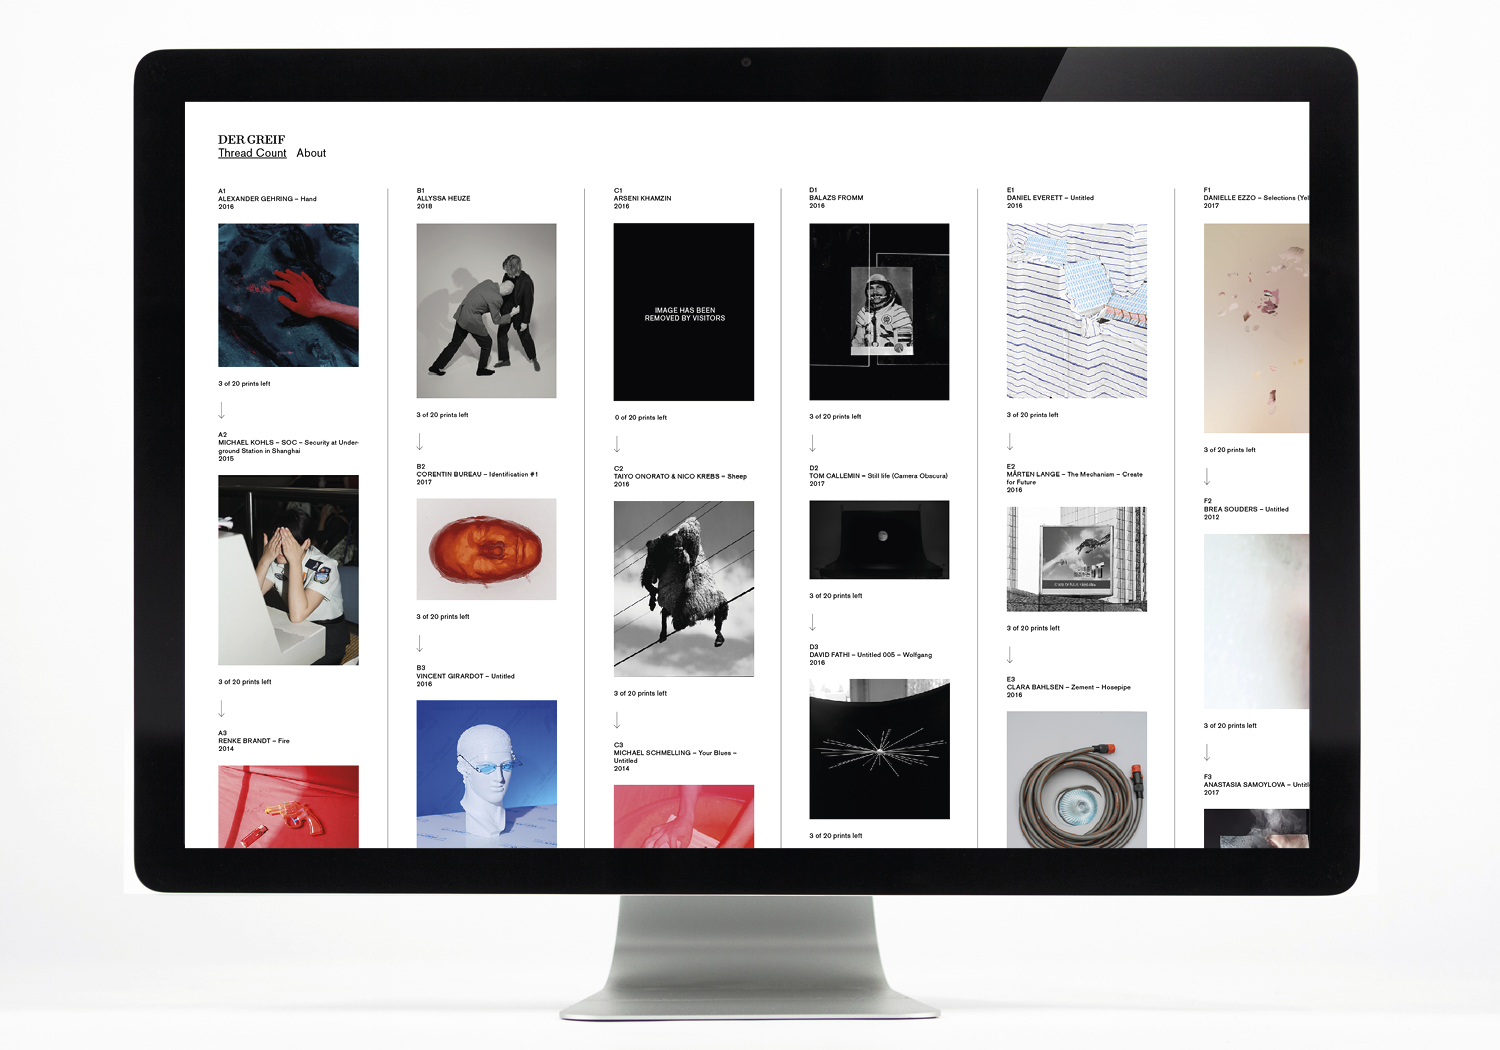 DER GREIF
Thread Count About
A1
ALEXANDER GEHRING – Hand
2016
3 of 20 prints left
A2
MICHAEL KOHLS – SOC – Security at Under-
ground Station in Shanghai
2015
3 of 20 prints left
A3
RENKE BRANDT – Fire
2014
B1
ALLYSSA HEUZE
2018
3 of 20 prints left
B2
CORENTIN BUREAU – Identification #1
2017
3 of 20 prints left
B3
VINCENT GIRARDOT – Untitled
2016
C1
ARSENI KHAMZIN
2016
IMAGE HAS BEEN
REMOVED BY VISITORS
0 of 20 prints left
C2
TAIYO ONORATO & NICO KREBS – Sheep
2016
3 of 20 prints left
C3
MICHAEL SCHMELLING – Your Blues –
Untitled
2014
D1
BALAZS FROMM
2016
3 of 20 prints left
D2
TOM CALLEMIN – Still life (Camera Obscura)
2017
3 of 20 prints left
D3
DAVID FATHI – Untitled 005 – Wolfgang
2016
3 of 20 prints left
E1
DANIEL EVERETT – Untitled
2016
3 of 20 prints left
E2
MÅRTEN LANGE – The Mechanism – Create
for Future
2016
3 of 20 prints left
E3
CLARA BAHLSEN – Zement – Hosepipe
2016
F1
DANIELLE EZZO – Selections (Yel
2017
3 of 20 prints left
F2
BREA SOUDERS – Untitled
2012
3 of 20 prints left
F3
ANASTASIA SAMOYLOVA – Untitl
2017